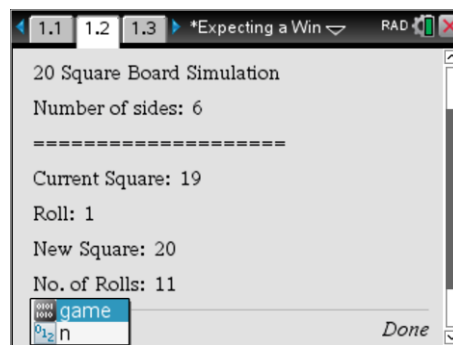 1.1 1.2 1.3 *Expecting a Win RAD
20 Square Board Simulation
Number of sides: 6
=====================
Current Square: 19
Roll: 1
New Square: 20
No. of Rolls: 11
game
n
Done